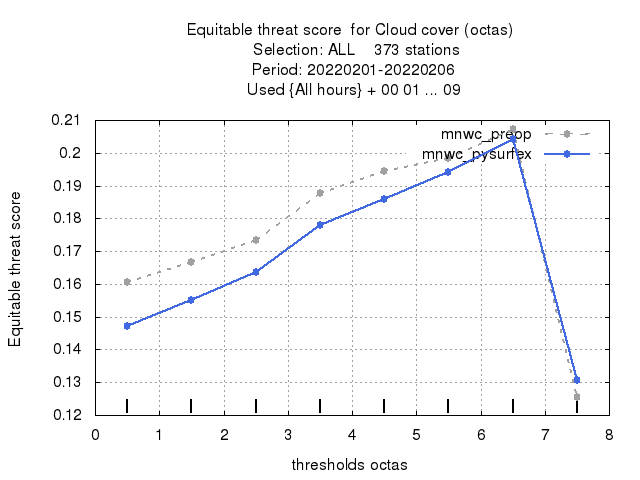 Equitable threat score  for Cloud cover (octas)
Selection: ALL    373 stations
Period: 20220201-20220206
Used {All hours} + 00 01 ... 09
mnwc_preop
mnwc_pysurfex
0.21
0.2
0.19
0.18
0.17
0.16
0.15
0.14
0.13
0.12
Equitable threat score
0 1 2 3 4 5 6 7 8
thresholds octas